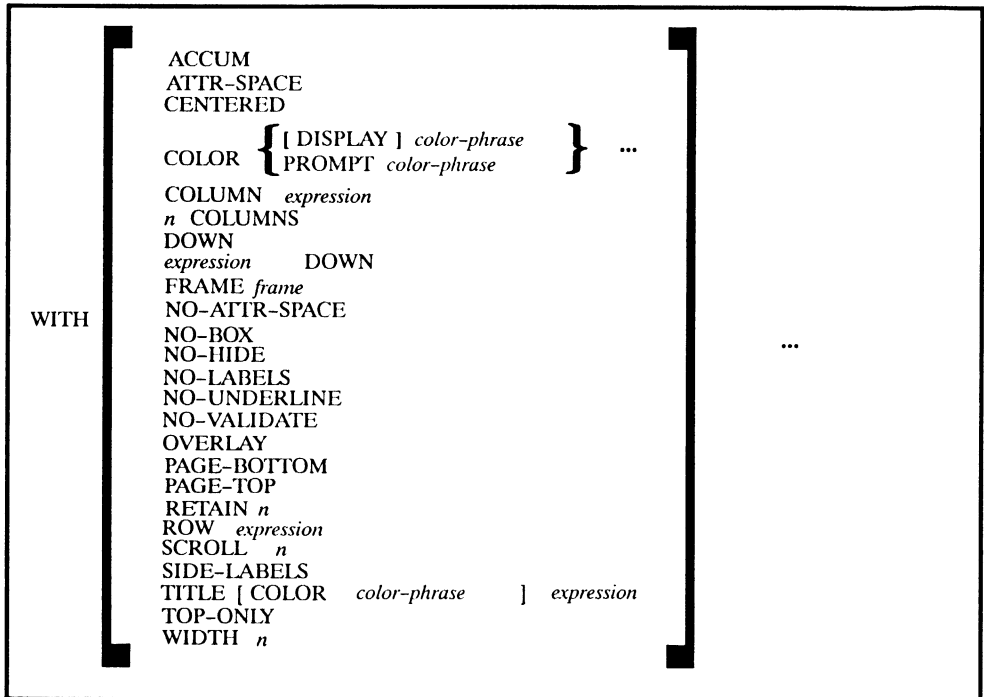 ACCUM
ATTR-SPACE
CENTERED
COLOR { [ DISPLAY ] color-phrase
PROMPT color-phrase } ...
COLUMN expression
n COLUMNS
DOWN
expression DOWN
FRAME frame
NO-ATTR-SPACE
WITH
NO-BOX
NO-HIDE
...
NO-LABELS
NO-UNDERLINE
NO-VALIDATE
OVERLAY
PAGE-BOTTOM
PAGE-TOP
RETAIN n
ROW expression
SCROLL n
SIDE-LABELS
TITLE [ COLOR color-phrase ] expression
TOP-ONLY
WIDTH n